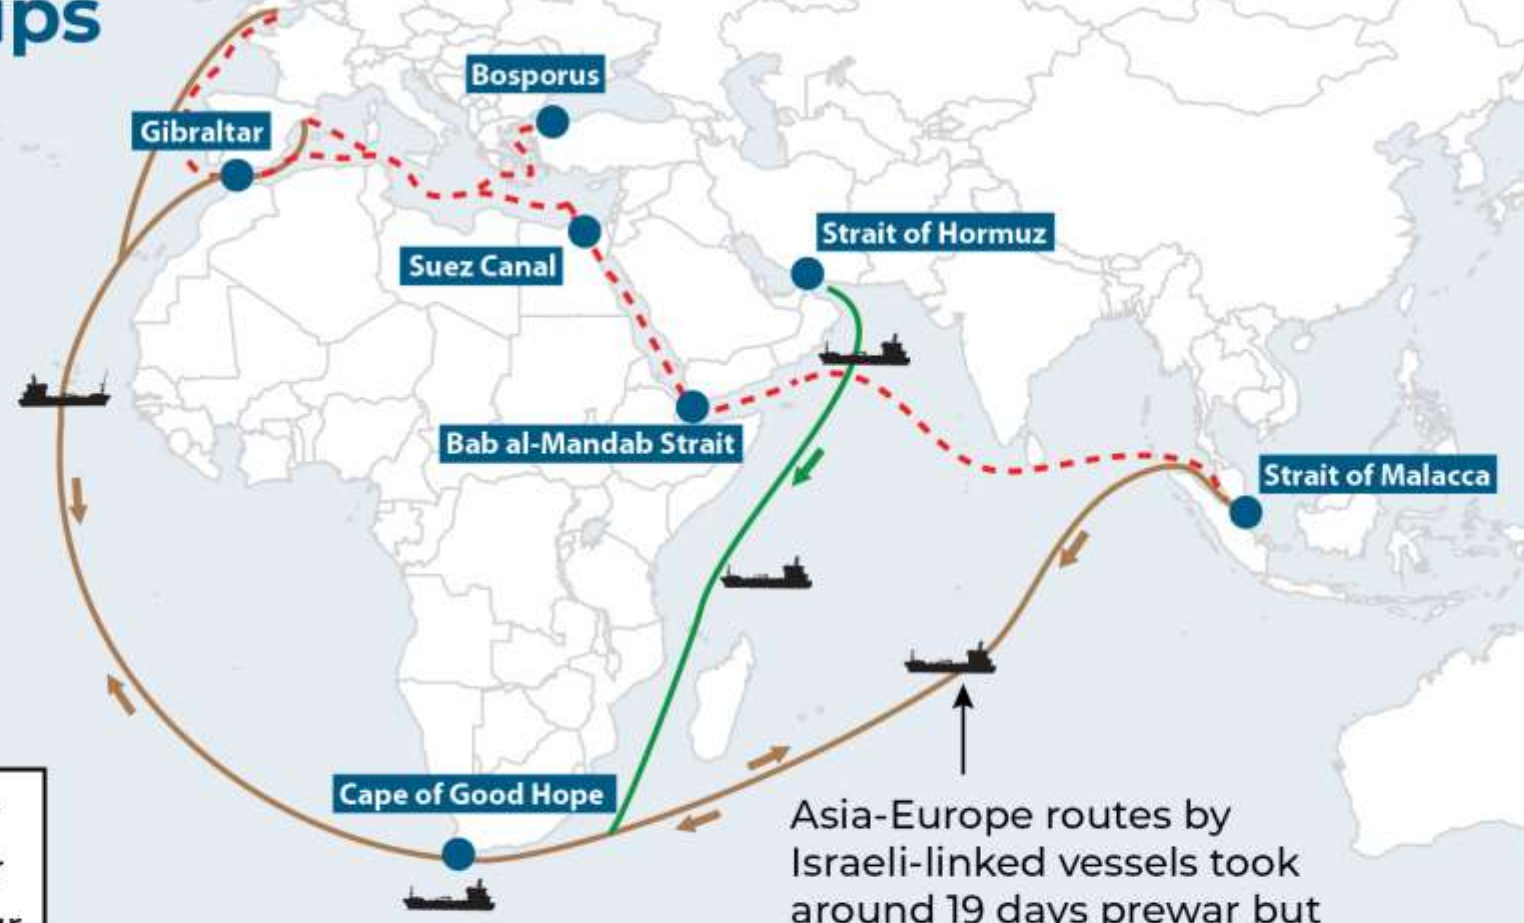 Bosporus
Gibraltar
Strait of Hormuz
Suez Canal
Bab al-Mandab Strait
Strait of Malacca
Cape of Good Hope
Asia-Europe routes by
Israeli-linked vessels took
around 19 days prewar but